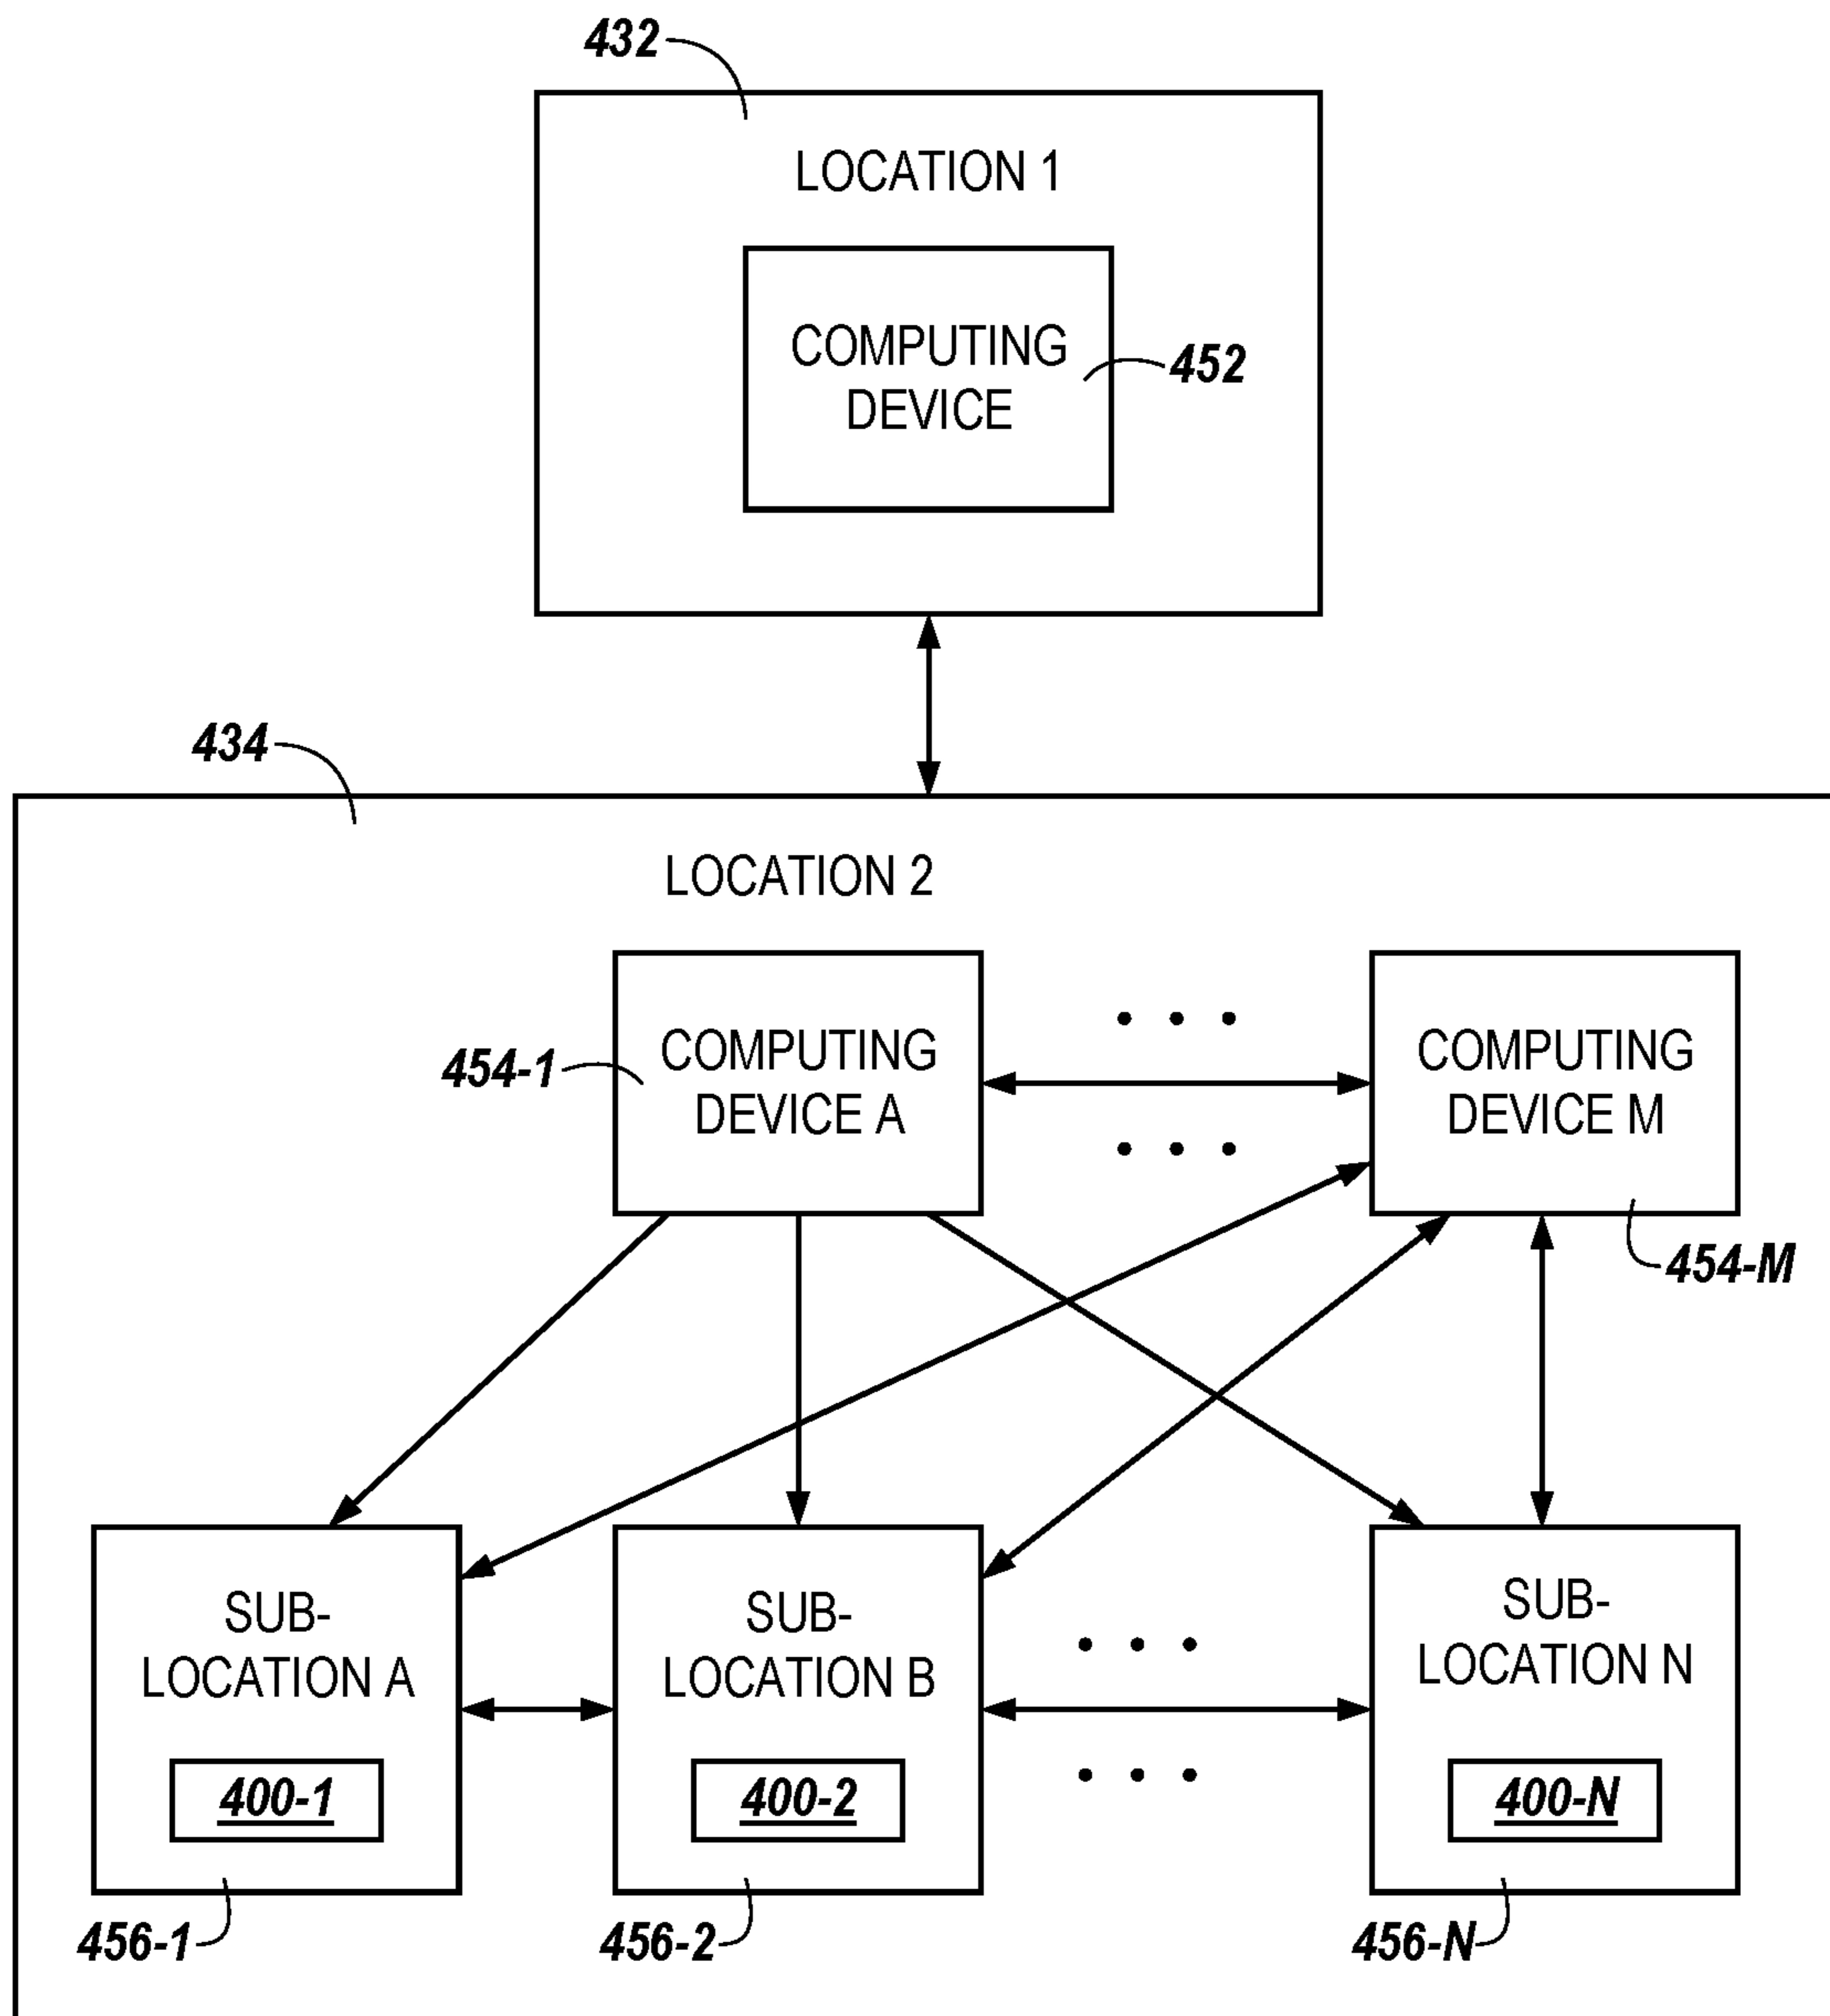 432
LOCATION 1
COMPUTING
DEVICE
452
434
LOCATION 2
454-1
COMPUTING
DEVICE A
COMPUTING
DEVICE M
454-M
SUB-
LOCATION A
400-1
456-1
SUB-
LOCATION B
400-2
456-2
SUB-
LOCATION N
400-N
456-N